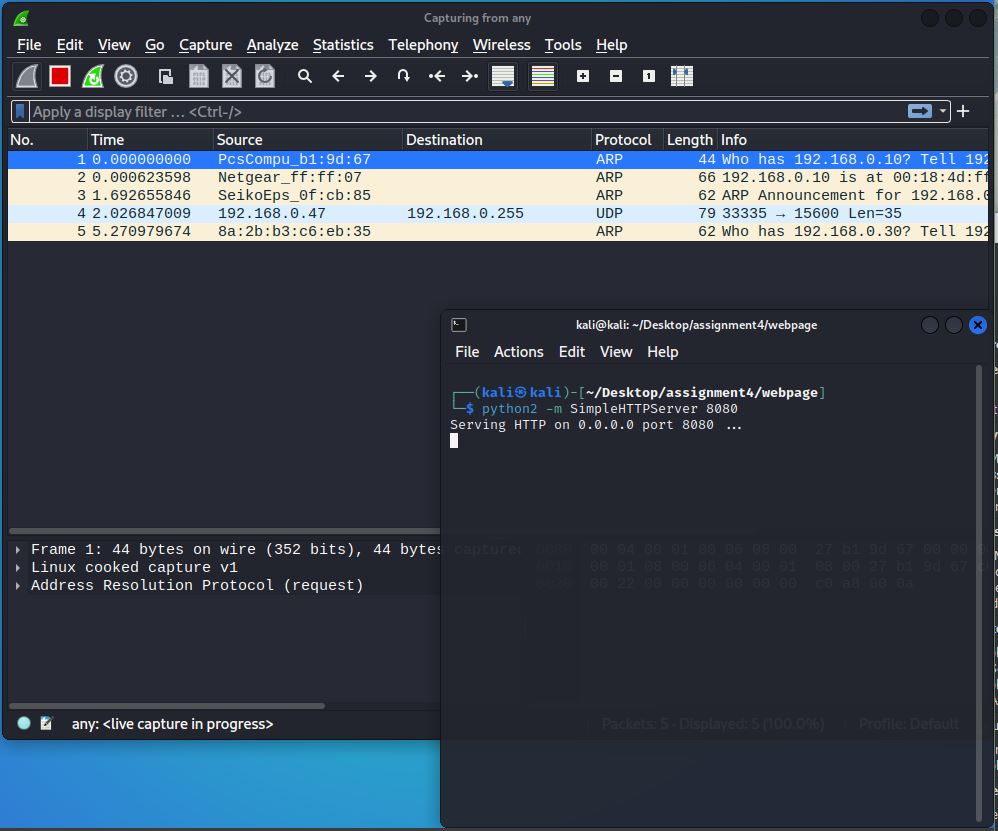 Capturing from any
File Edit View Go Capture Analyze Statistics Telephony Wireless Tools Help
Apply a display filter … <Ctrl-/>
No. Time Source Destination Protocol Length Info
1 0.000000000 PcsCompu_b1:9d:67 ARP 44 Who has 192.168.0.10? Tell 192
2 0.000623598 Netgear_ff:ff:07 ARP 66 192.168.0.10 is at 00:18:4d:ff
3 1.692655846 SeikoEps_0f:cb:85 ARP 62 ARP Announcement for 192.168.0
4 2.026847009 192.168.0.47 192.168.0.255 UDP 79 33335 → 15600 Len=35
5 5.270979674 8a:2b:b3:c6:eb:35 ARP 62 Who has 192.168.0.30? Tell 192
kali@kali: ~/Desktop/assignment4/webpage
File Actions Edit View Help
┌──(kali㉿kali)-[~/Desktop/assignment4/webpage]
└─$ python2 -m SimpleHTTPServer 8080
Serving HTTP on 0.0.0.0 port 8080 ...
Frame 1: 44 bytes on wire (352 bits), 44 bytes captured
Linux cooked capture v1
Address Resolution Protocol (request)
00 04 00 01 00 06 08 00 27 b1 9d 67 00 00
00 01 08 00 06 04 00 01 08 00 27 b1 9d 67
00 22 00 00 00 00 00 00 c0 a8 00 0a
any: <live capture in progress>
Packets: 5 · Displayed: 5 (100.0%)
Profile: Default